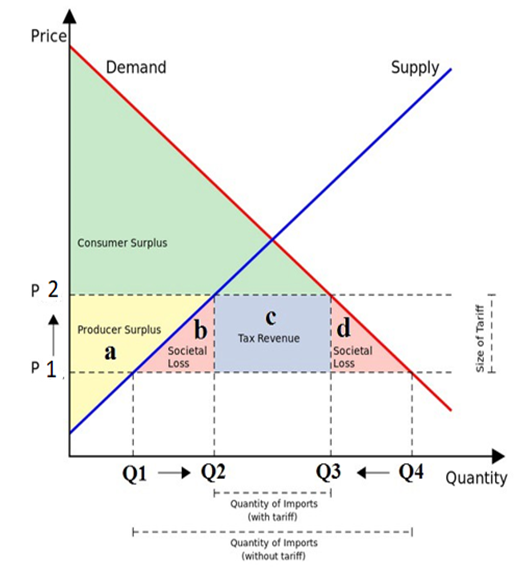 Price
Demand
Supply
Consumer Surplus
P 2
Producer Surplus
a
b
Societal
Loss
c
Tax Revenue
d
Societal
Loss
Size of Tariff
P 1
Q1
Q2
Q3
Q4
Quantity
Quantity of Imports
(with tariff)
Quantity of Imports
(without tariff)